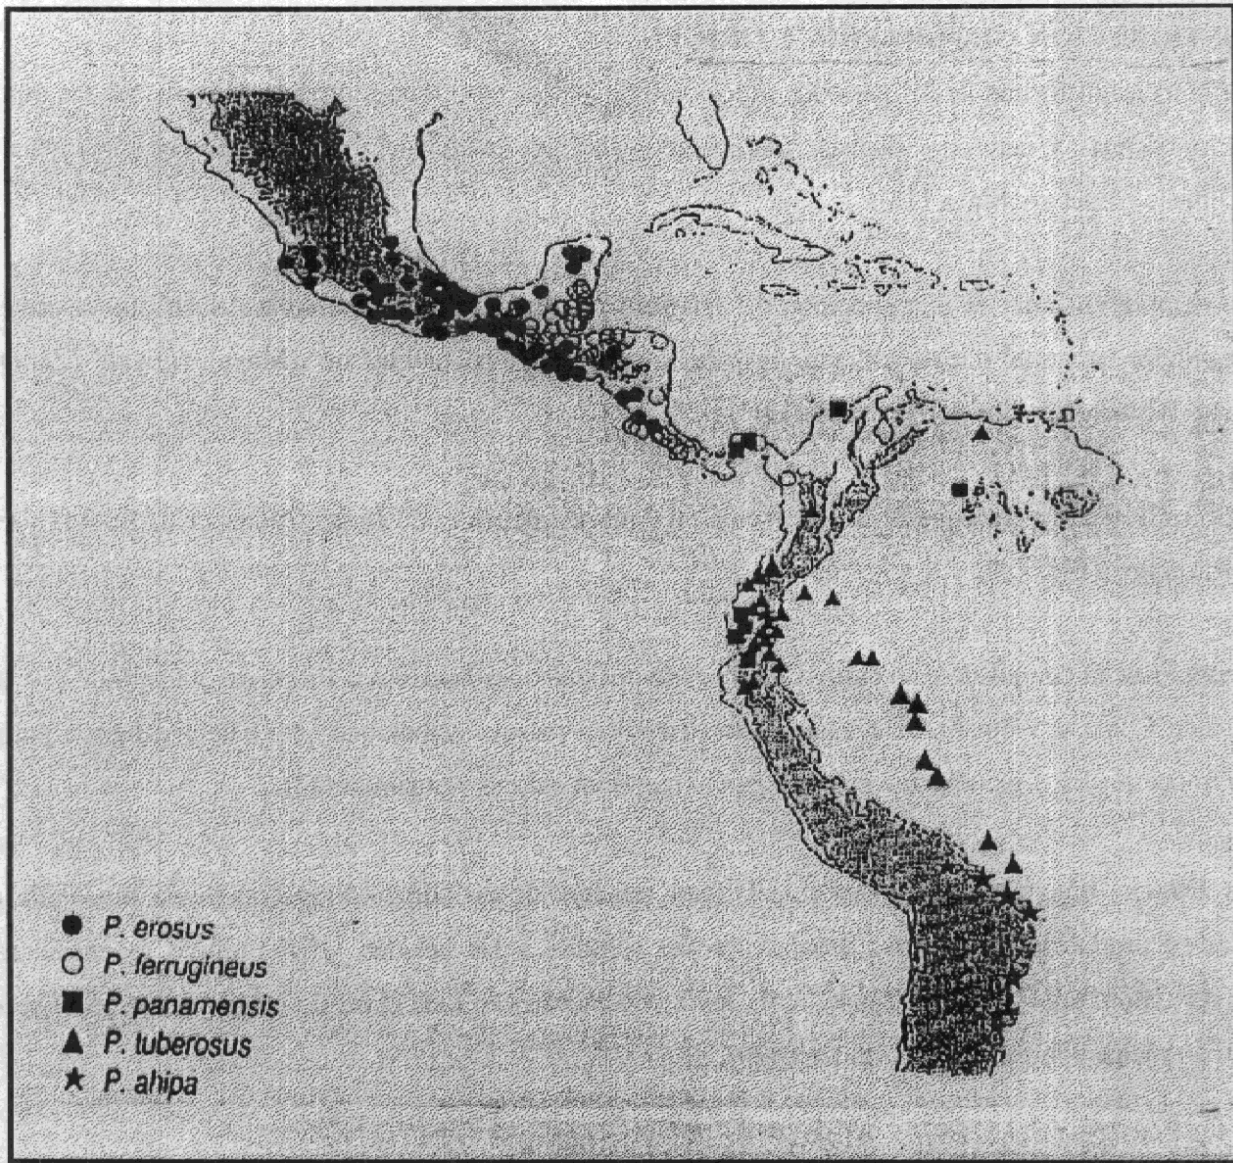 P. erosus
P. ferrugineus
P. panamensis
P. tuberosus
P. ahipa